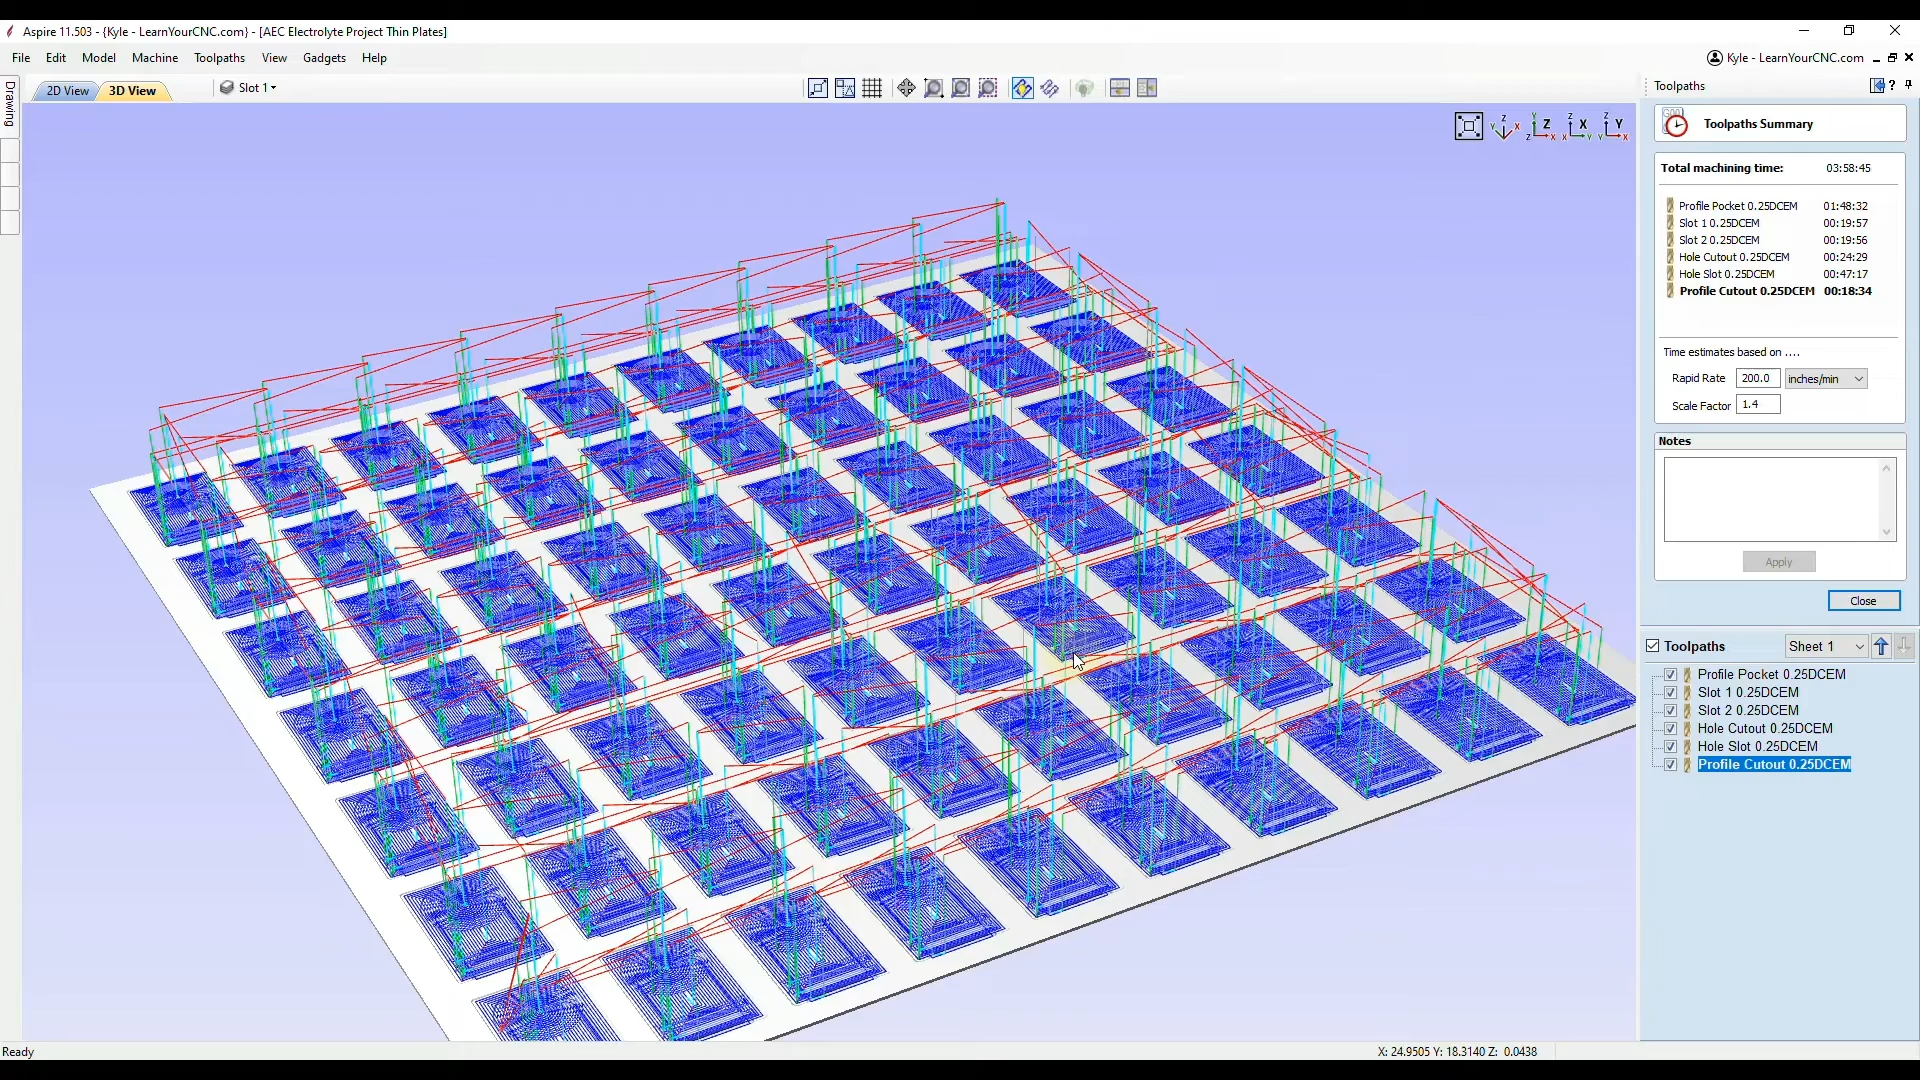 Aspire 11.503 - {Kyle - LearnYourCNC.com} - [AEC Electrolyte Project Thin Plates]
File Edit Model Machine Toolpaths View Gadgets Help
Kyle - LearnYourCNC.com
Drawing
2D View 3D View Slot 1
Toolpaths
Toolpaths Summary
Total machining time: 03:58:45
Profile Pocket 0.25DCEM 01:48:32
Slot 1 0.25DCEM 00:19:57
Slot 2 0.25DCEM 00:19:56
Hole Cutout 0.25DCEM 00:24:29
Hole Slot 0.25DCEM 00:47:17
Profile Cutout 0.25DCEM 00:18:34
Time estimates based on ....
Rapid Rate 200.0 inches/min
Scale Factor 1.4
Notes
Apply
Close
Toolpaths Sheet 1
Profile Pocket 0.25DCEM
Slot 1 0.25DCEM
Slot 2 0.25DCEM
Hole Cutout 0.25DCEM
Hole Slot 0.25DCEM
Profile Cutout 0.25DCEM
Ready
X: 24.9505 Y: 18.3140 Z: 0.0438